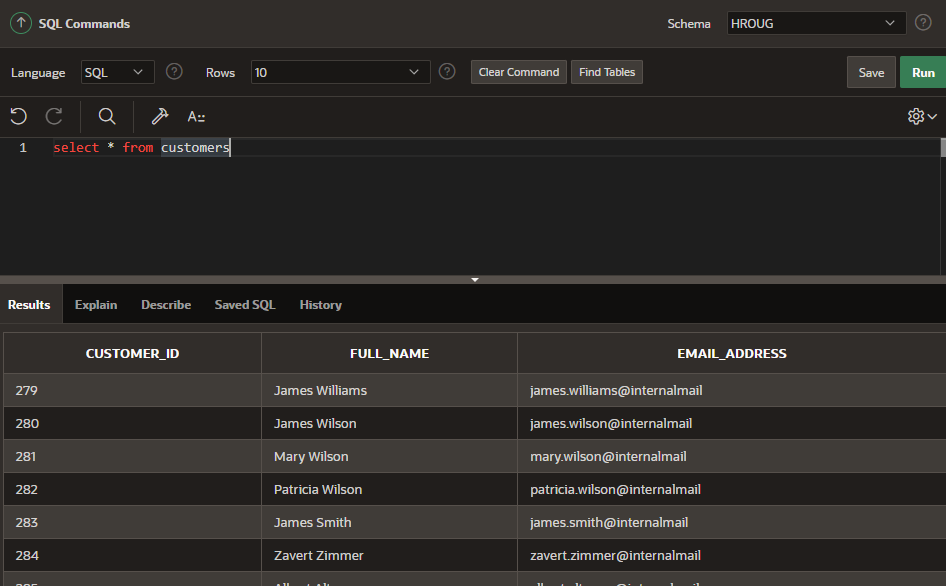 SQL Commands Schema HROUG
Language SQL Rows 10 Clear Command Find Tables Save Run
A
1 select * from customers
Results Explain Describe Saved SQL History
CUSTOMER_ID FULL_NAME EMAIL_ADDRESS
279 James Williams james.williams@internalmail
280 James Wilson james.wilson@internalmail
281 Mary Wilson mary.wilson@internalmail
282 Patricia Wilson patricia.wilson@internalmail
283 James Smith james.smith@internalmail
284 Zavert Zimmer zavert.zimmer@internalmail